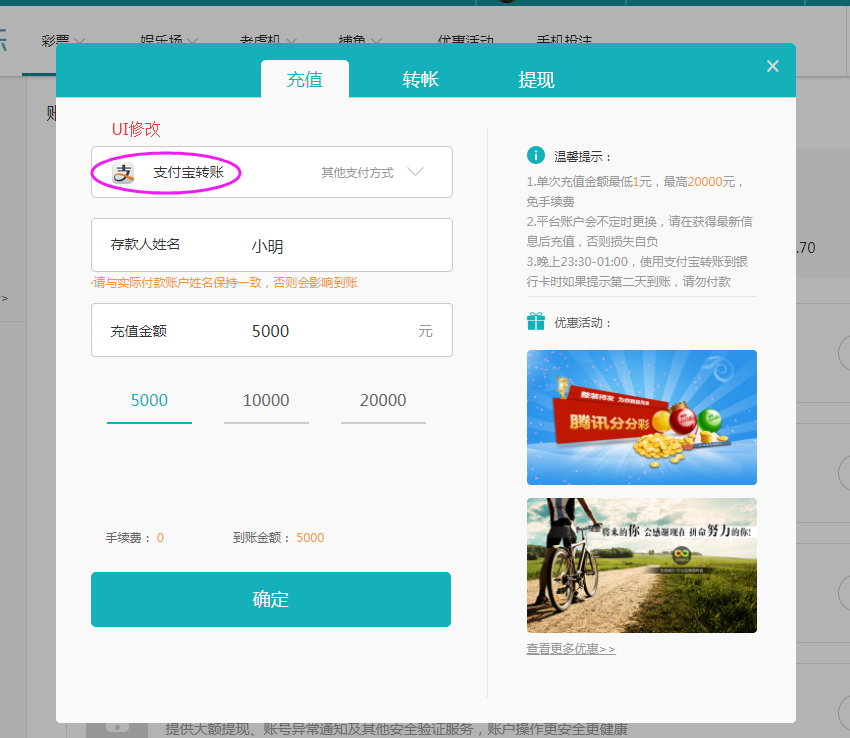 彩票
娱乐场
老虎机
捕鱼
优惠活动
手机投注
充值
转帐
提现
×
账
UI修改
支付宝转账
其他支付方式
存款人姓名
小明
·请与实际付款账户姓名保持一致，否则会影响到账
充值金额
5000
元
5000
10000
20000
手续费：0
到账金额：5000
确定
温馨提示：
1.单次充值金额最低1元，最高20000元，
免手续费
2.平台账户会不定时更换，请在获得最新信
息后充值，否则损失自负
3.晚上23:30-01:00，使用支付宝转账到银
行卡时如果提示第二天到账，请勿付款
优惠活动：
整装待发
腾讯分分彩
将来的你 会感谢现在 拼命努力的你!
查看更多优惠>>
.70
>
提供大额提现、账号异常通知及其他安全验证服务，账户操作更安全更健康